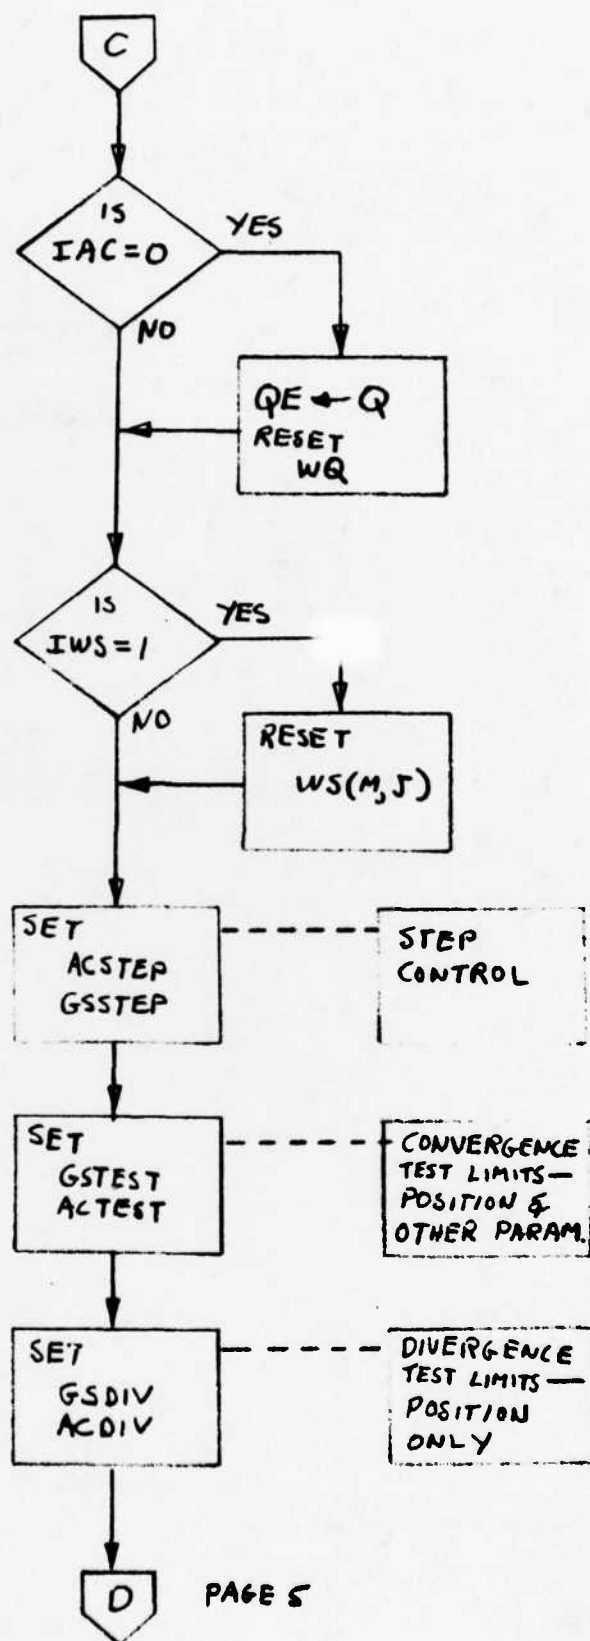 C
IS
IAC=0
YES
NO
QE ← Q
RESET
WQ
IS
IWS=1
YES
NO
RESET
WS(M,J)
SET
ACSTEP
GSSTEP
STEP
CONTROL
SET
GSTEST
ACTEST
CONVERGENCE
TEST LIMITS—
POSITION &
OTHER PARAM.
SET
GSDIV
ACDIV
DIVERGENCE
TEST LIMITS—
POSITION
ONLY
D
PAGE 5